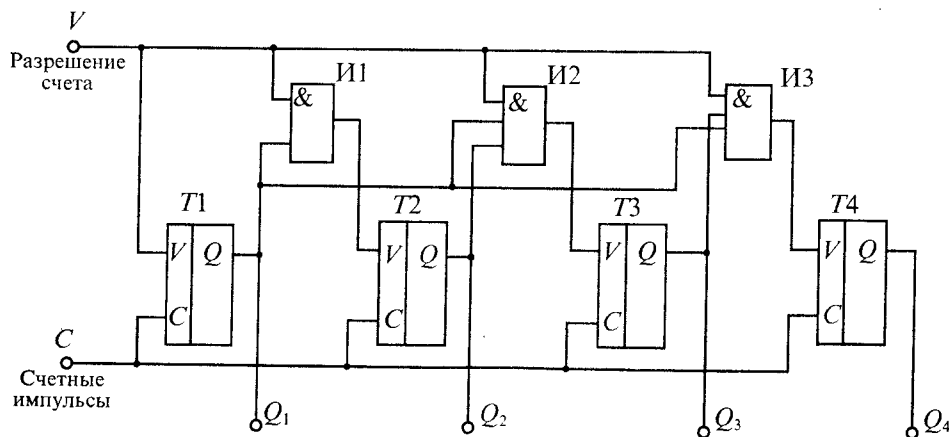 V
Разрешение
счета
И1
&
И2
&
И3
&
T1
V Q
C
T2
V Q
C
T3
V Q
C
T4
V Q
C
C
Счетные
импульсы
Q1
Q2
Q3
Q4